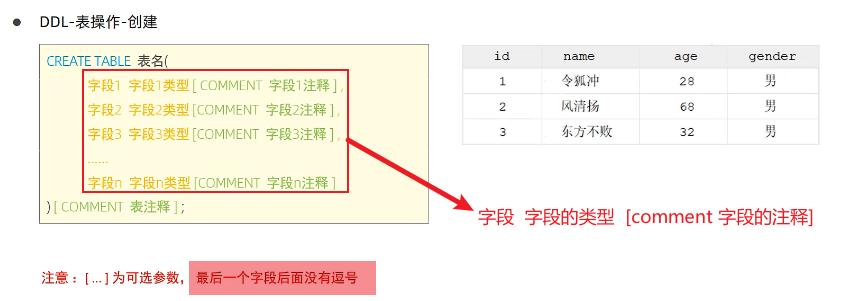 ● DDL-表操作-创建
CREATE TABLE 表名(
字段1 字段1类型[ COMMENT 字段1注释 ] ,
字段2 字段2类型[ COMMENT 字段2注释 ] ,
字段3 字段3类型[ COMMENT 字段3注释 ] ,
......
字段n 字段n类型[COMMENT 字段n注释 ]
) [ COMMENT 表注释 ] ;
id name age gender
1 令狐冲 28 男
2 风清扬 68 男
3 东方不败 32 男
字段 字段的类型 [comment 字段的注释]
注意：[ ... ] 为可选参数，最后一个字段后面没有逗号